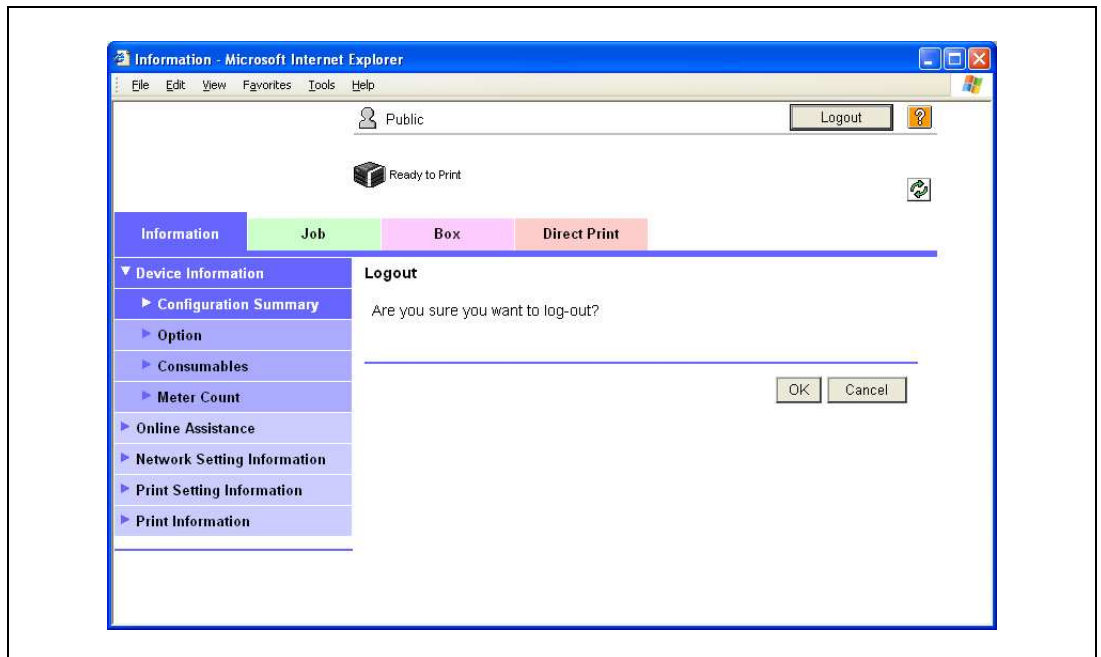 Information - Microsoft Internet Explorer
File Edit View Favorites Tools Help
Public Logout ?
Ready to Print
Information Job Box Direct Print
Device Information
Configuration Summary
Option
Consumables
Meter Count
Online Assistance
Network Setting Information
Print Setting Information
Print Information
Logout
Are you sure you want to log-out?
OK Cancel